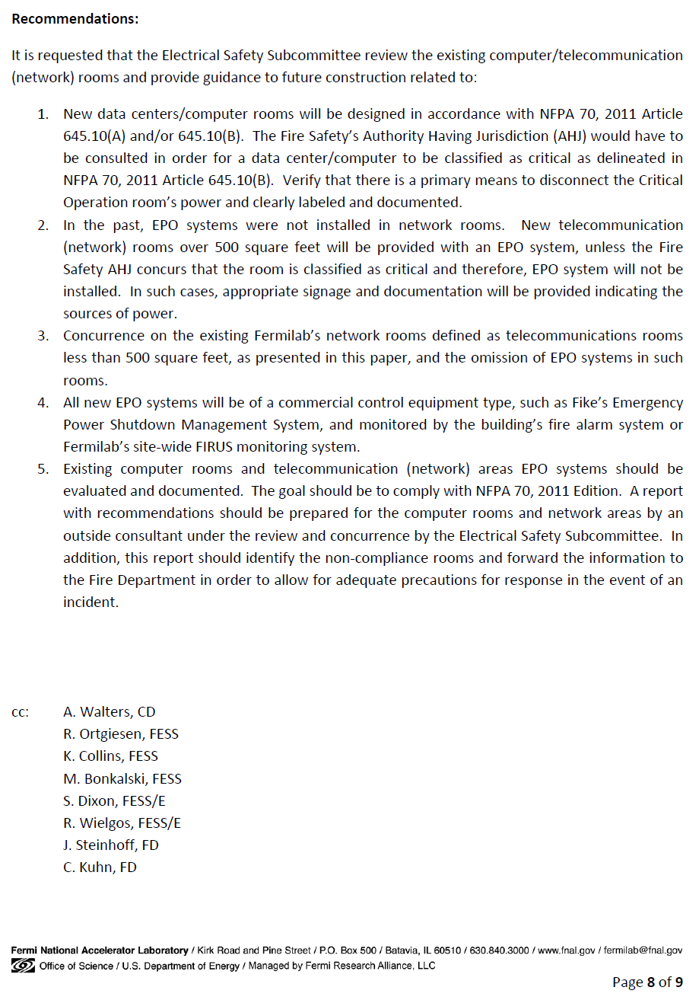 Recommendations:
It is requested that the Electrical Safety Subcommittee review the existing computer/telecommunication
(network) rooms and provide guidance to future construction related to:
1. New data centers/computer rooms will be designed in accordance with NFPA 70, 2011 Article
645.10(A) and/or 645.10(B). The Fire Safety's Authority Having Jurisdiction (AHJ) would have to
be consulted in order for a data center/computer to be classified as critical as delineated in
NFPA 70, 2011 Article 645.10(B). Verify that there is a primary means to disconnect the Critical
Operation room's power and clearly labeled and documented.
2. In the past, EPO systems were not installed in network rooms. New telecommunication
(network) rooms over 500 square feet will be provided with an EPO system, unless the Fire
Safety AHJ concurs that the room is classified as critical and therefore, EPO system will not be
installed. In such cases, appropriate signage and documentation will be provided indicating the
sources of power.
3. Concurrence on the existing Fermilab's network rooms defined as telecommunications rooms
less than 500 square feet, as presented in this paper, and the omission of EPO systems in such
rooms.
4. All new EPO systems will be of a commercial control equipment type, such as Fike's Emergency
Power Shutdown Management System, and monitored by the building's fire alarm system or
Fermilab's site-wide FIRUS monitoring system.
5. Existing computer rooms and telecommunication (network) areas EPO systems should be
evaluated and documented. The goal should be to comply with NFPA 70, 2011 Edition. A report
with recommendations should be prepared for the computer rooms and network areas by an
outside consultant under the review and concurrence by the Electrical Safety Subcommittee. In
addition, this report should identify the non-compliance rooms and forward the information to
the Fire Department in order to allow for adequate precautions for response in the event of an
incident.
cc: A. Walters, CD
R. Ortgiesen, FESS
K. Collins, FESS
M. Bonkalski, FESS
S. Dixon, FESS/E
R. Wielgos, FESS/E
J. Steinhoff, FD
C. Kuhn, FD
Fermi National Accelerator Laboratory / Kirk Road and Pine Street / P.O. Box 500 / Batavia, IL 60510 / 630.840.3000 / www.fnal.gov / fermilab@fnal.gov
Office of Science / U.S. Department of Energy / Managed by Fermi Research Alliance, LLC
Page 8 of 9